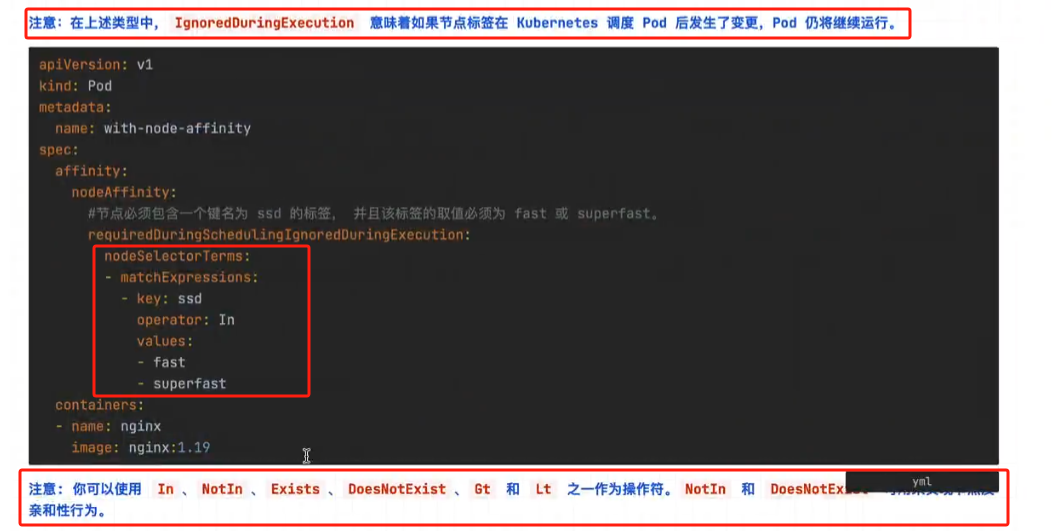 注意：在上述类型中， IgnoredDuringExecution 意味着如果节点标签在 Kubernetes 调度 Pod 后发生了变更，Pod 仍将继续运行。
apiVersion: v1
kind: Pod
metadata:
  name: with-node-affinity
spec:
  affinity:
    nodeAffinity:
      #节点必须包含一个键名为 ssd 的标签， 并且该标签的取值必须为 fast 或 superfast。
      requiredDuringSchedulingIgnoredDuringExecution:
        nodeSelectorTerms:
        - matchExpressions:
          - key: ssd
            operator: In
            values:
            - fast
            - superfast
  containers:
  - name: nginx
    image: nginx:1.19
yml
注意: 你可以使用 In 、 NotIn 、 Exists 、 DoesNotExist 、 Gt 和 Lt 之一作为操作符。 NotIn 和
亲和性行为。